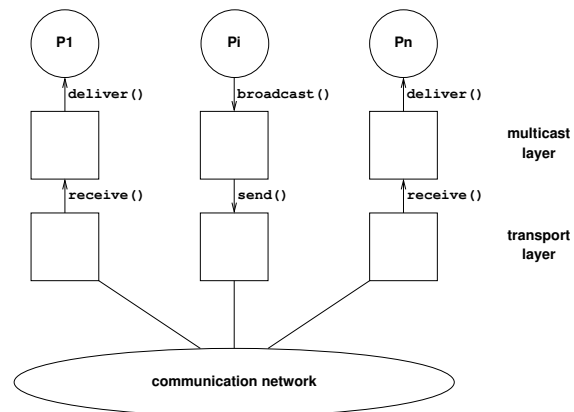 P1 Pi Pn
deliver() broadcast() deliver()
multicast
layer
receive() send() receive()
transport
layer
communication network